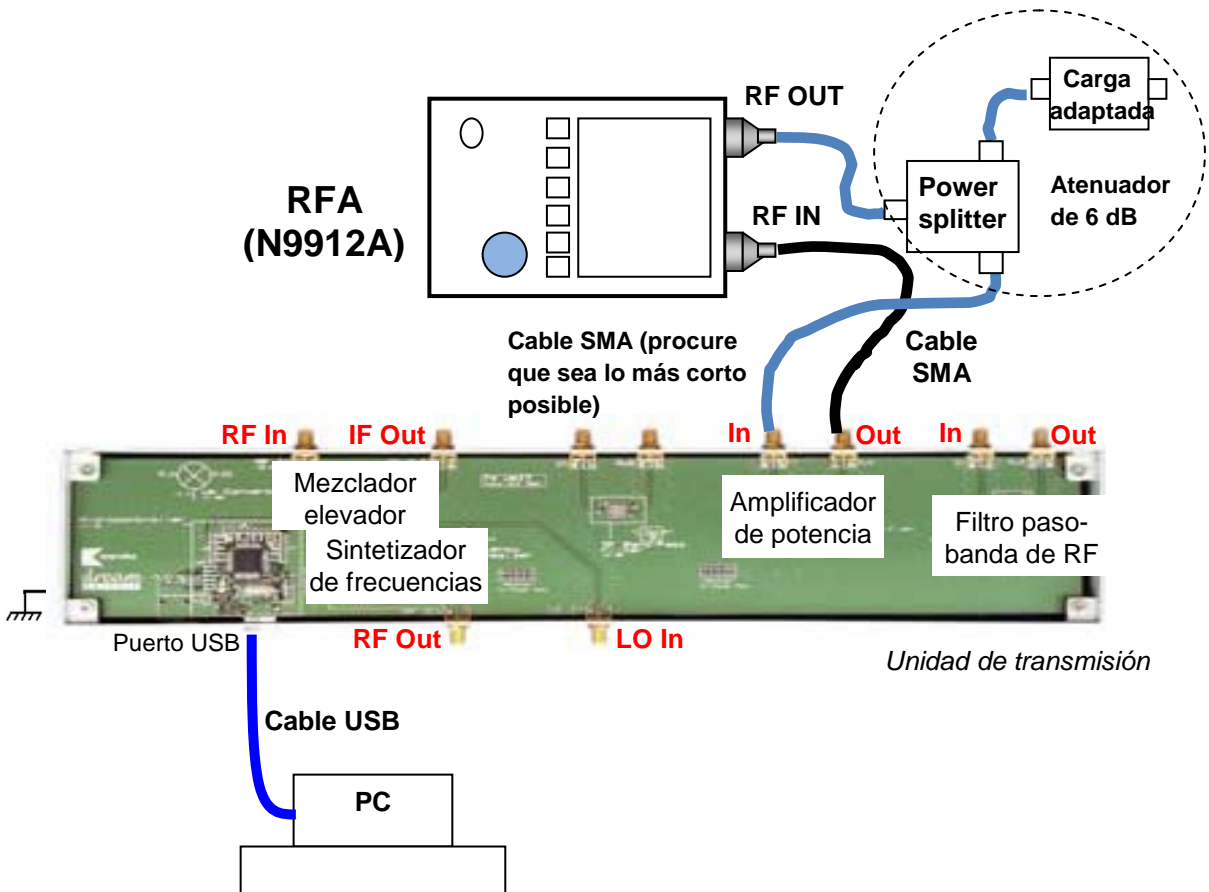 RF OUT
Carga
adaptada
RFA
(N9912A)
RF IN
Power
splitter
Atenuador
de 6 dB
Cable SMA (procure
que sea lo más corto
posible)
Cable
SMA
RF In
IF Out
In
Out
In
Out
Mezclador
elevador
Sintetizador
de frecuencias
Amplificador
de potencia
Filtro paso-
banda de RF
Puerto USB
RF Out
LO In
Unidad de transmisión
Cable USB
PC